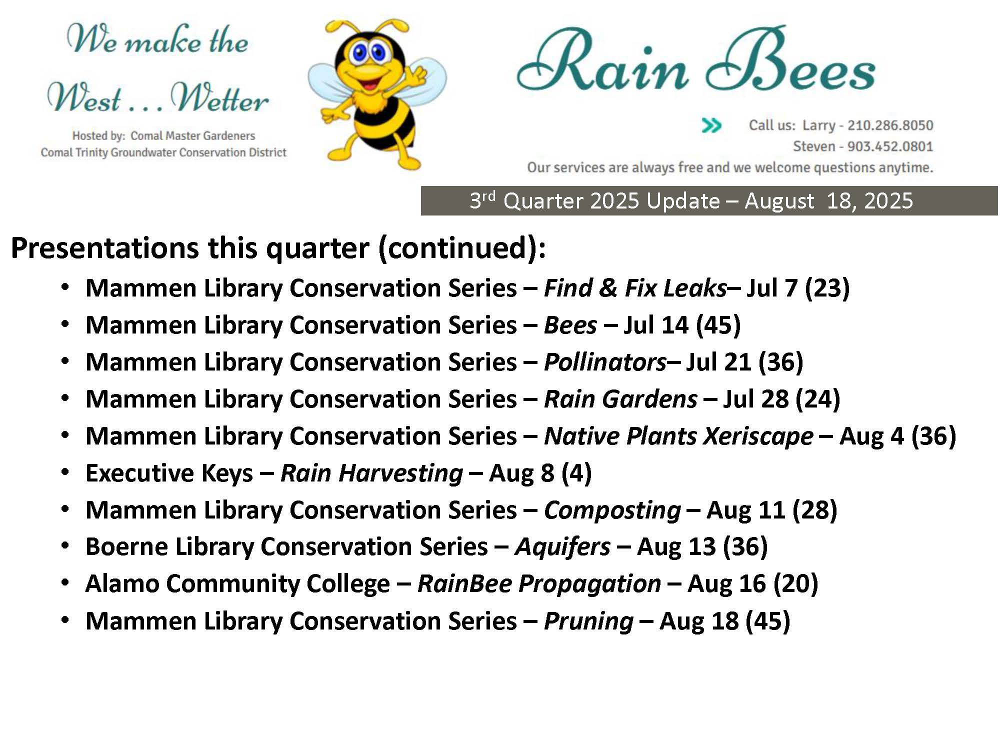 We make the
West . . . Wetter
Hosted by: Comal Master Gardeners
Comal Trinity Groundwater Conservation District
Rain Bees
Call us: Larry - 210.286.8050
Steven - 903.452.0801
Our services are always free and we welcome questions anytime.
3rd Quarter 2025 Update – August 18, 2025
Presentations this quarter (continued):
• Mammen Library Conservation Series – Find & Fix Leaks– Jul 7 (23)
• Mammen Library Conservation Series – Bees – Jul 14 (45)
• Mammen Library Conservation Series – Pollinators– Jul 21 (36)
• Mammen Library Conservation Series – Rain Gardens – Jul 28 (24)
• Mammen Library Conservation Series – Native Plants Xeriscape – Aug 4 (36)
• Executive Keys – Rain Harvesting – Aug 8 (4)
• Mammen Library Conservation Series – Composting – Aug 11 (28)
• Boerne Library Conservation Series – Aquifers – Aug 13 (36)
• Alamo Community College – RainBee Propagation – Aug 16 (20)
• Mammen Library Conservation Series – Pruning – Aug 18 (45)